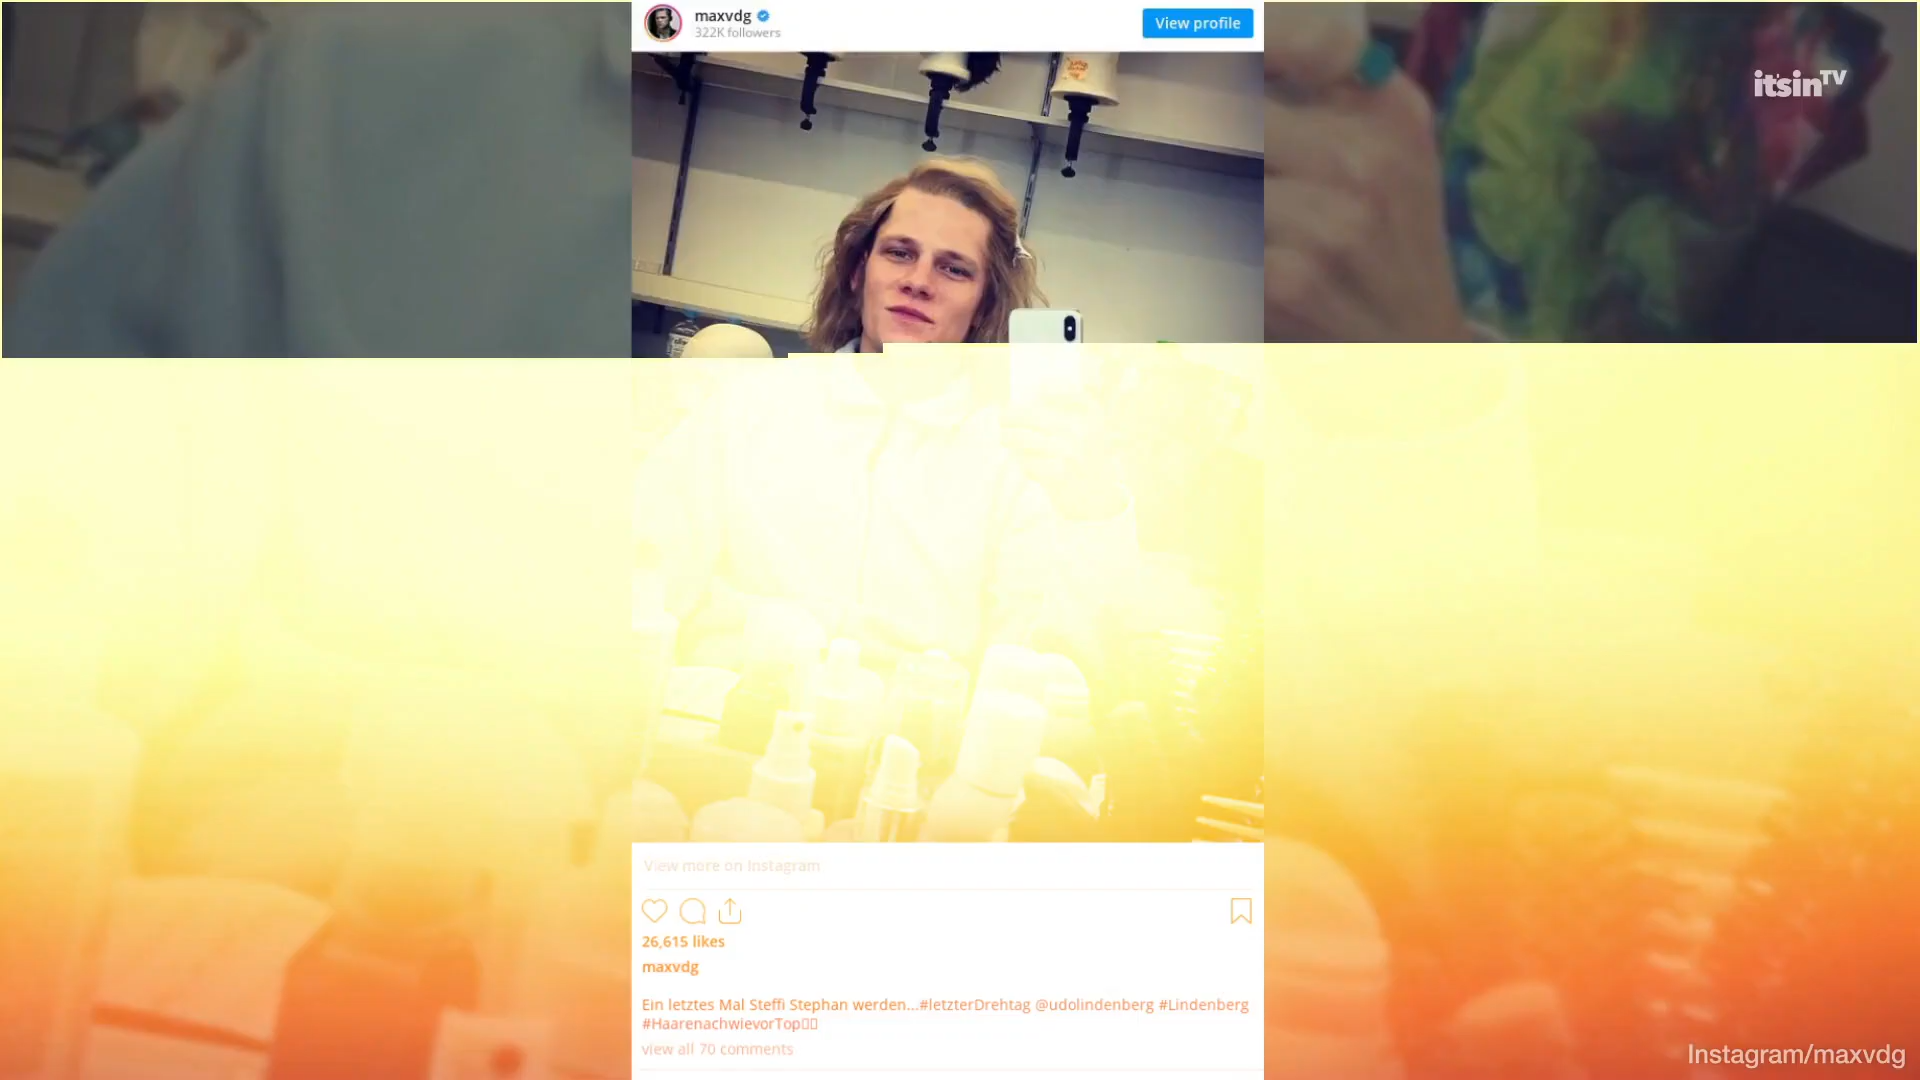 maxvdg
322K followers
View profile
itsinTV
View more on Instagram
26,615 likes
maxvdg
Ein letztes Mal Steffi Stephan werden...#letzterDrehtag @udolindenberg #Lindenberg
#HaarenachwievorTop
view all 70 comments
Instagram/maxvdg